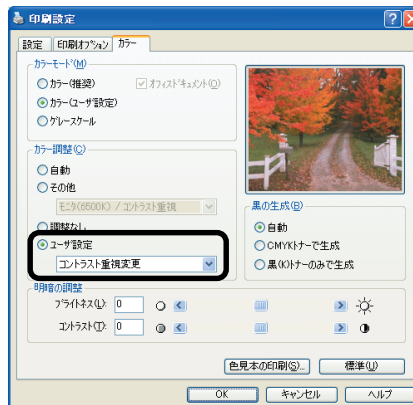 印刷設定
設定 印刷オプション カラー
カラーモード(M)
カラー(推奨) オフィスドキュメント(O)
カラー(ユーザ設定)
グレースケール
カラー調整(C)
自動
その他
モニタ(6500K) / コントラスト重視
調整なし
ユーザ設定
コントラスト重視変更
黒の生成(B)
自動
CMYKトナーで生成
黒(K)トナーのみで生成
明暗の調整
ブライトネス(L): 0
コントラスト(T): 0
色見本の印刷(S)... 標準(U)
OK キャンセル ヘルプ